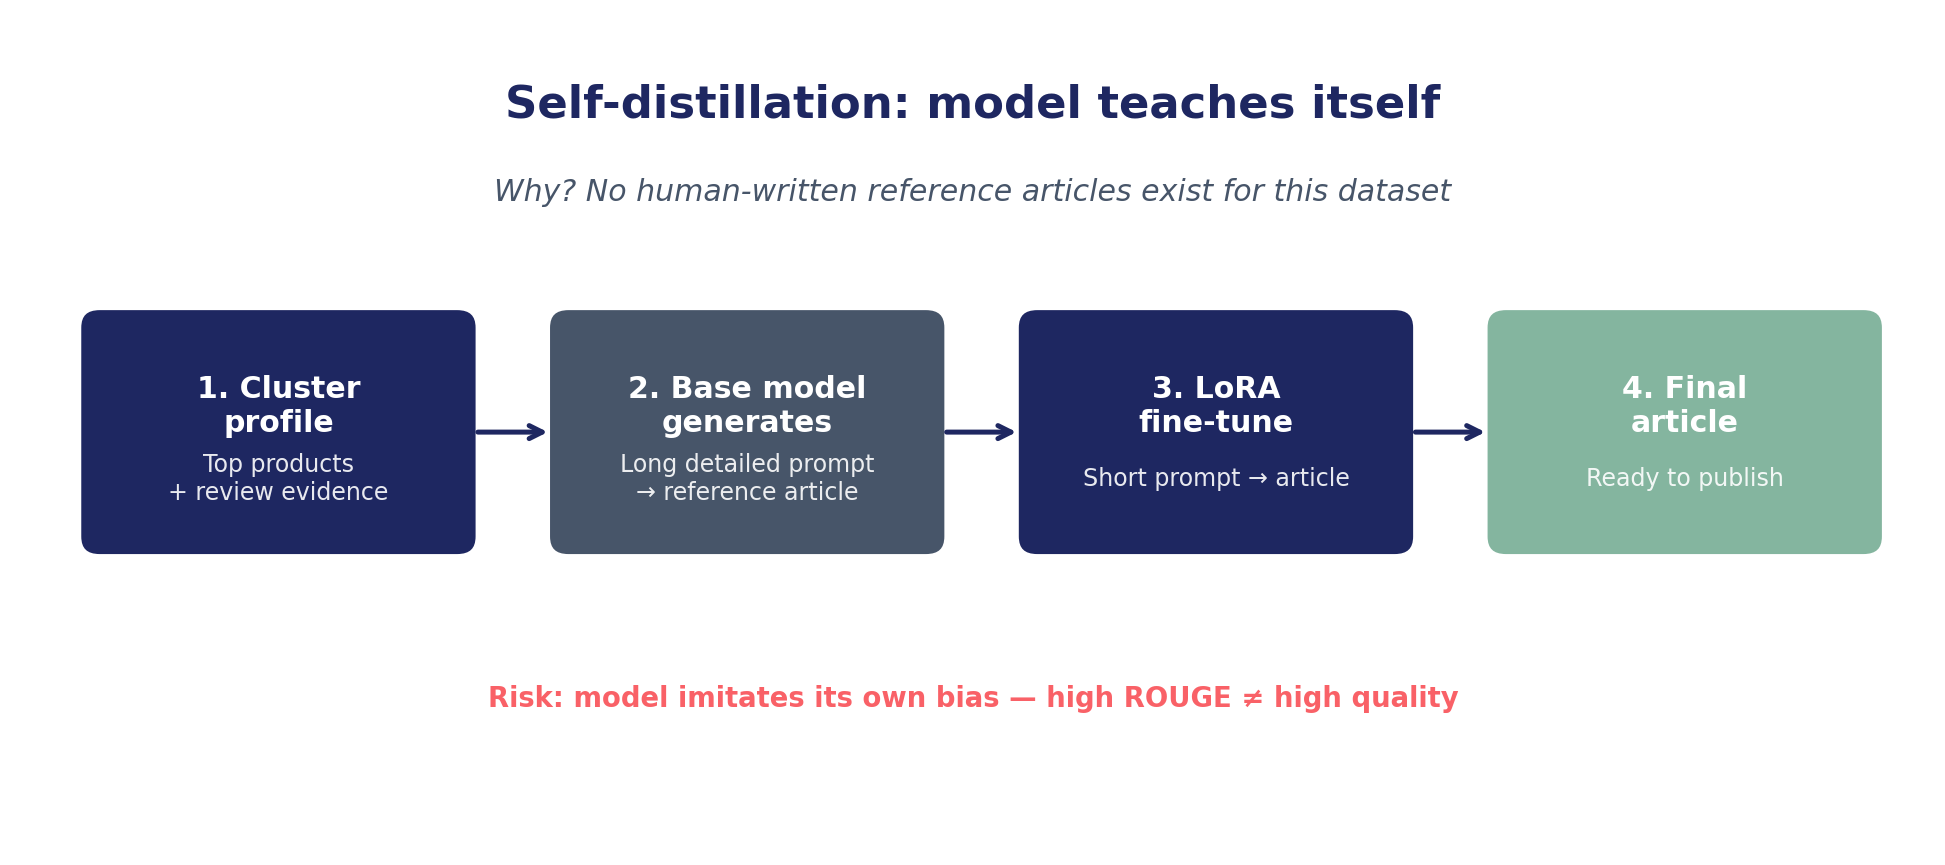 Self-distillation: model teaches itself
Why? No human-written reference articles exist for this dataset
1. Cluster
profile
Top products
+ review evidence
2. Base model
generates
Long detailed prompt
→ reference article
3. LoRA
fine-tune
Short prompt → article
4. Final
article
Ready to publish
Risk: model imitates its own bias — high ROUGE ≠ high quality